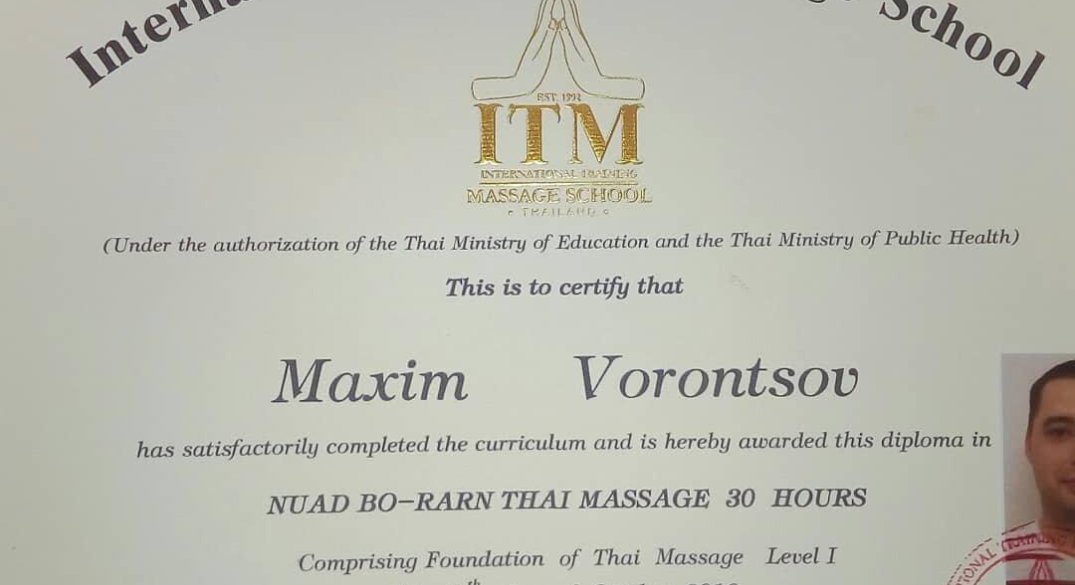 School
EST. 1992
ITM
INTERNATIONAL TRAINING
MASSAGE SCHOOL
THAILAND
(Under the authorization of the Thai Ministry of Education and the Thai Ministry of Public Health)
This is to certify that
Maxim Vorontsov
has satisfactorily completed the curriculum and is hereby awarded this diploma in
NUAD BO-RARN THAI MASSAGE 30 HOURS
Comprising Foundation of Thai Massage Level I
th